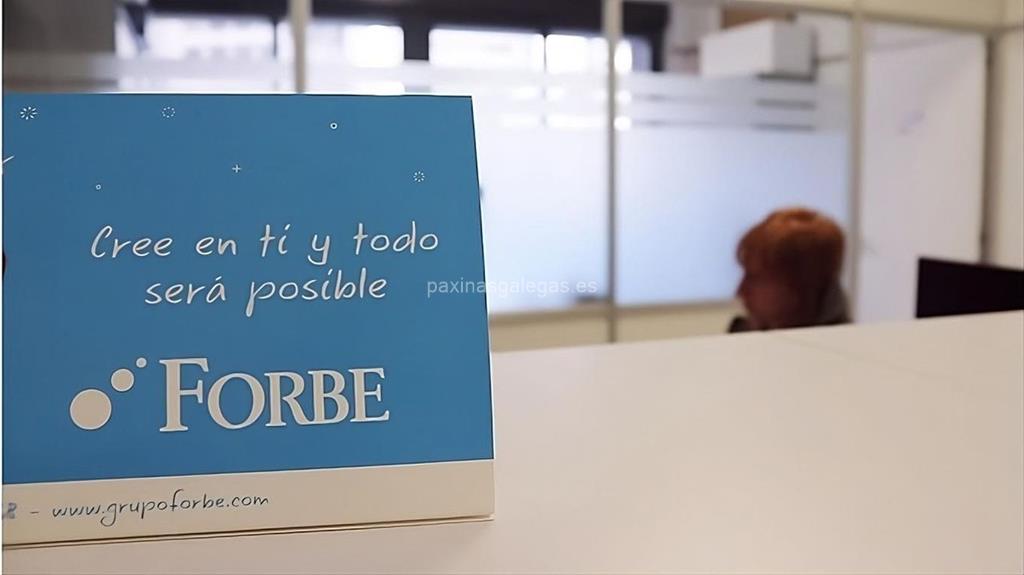 Cree en ti y todo
será posible
FORBE
- www.grupoforbe.com
paxinasgalegas.es